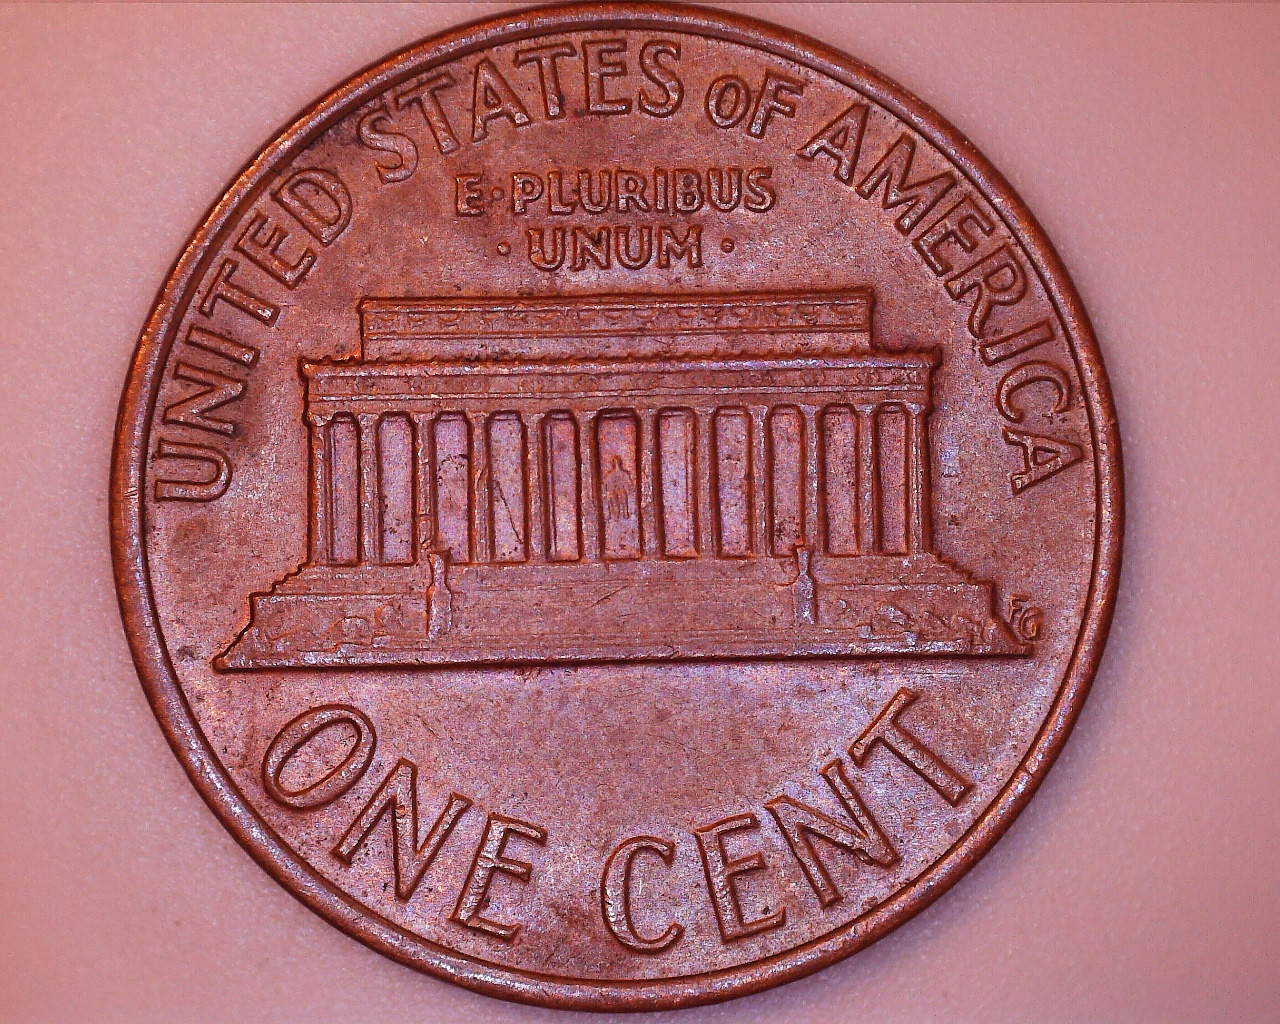 UNITED STATES OF AMERICA
E·PLURIBUS
·UNUM·
FG
ONE CENT